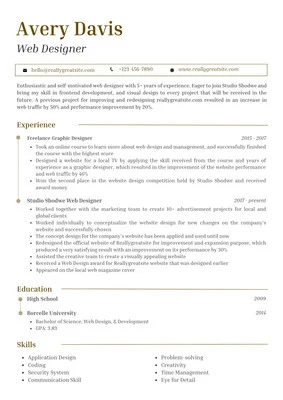 Avery Davis
Web Designer
hello@reallygreatsite.com
+123-456-7890
www.reallygreatsite.com
Enthusiastic and self motivated web designer with 5+ years of experience. Eager to join Studio Shodwe and
bring my skill in frontend development, and visual design to every project that will be undertaken in the
future. A previous project for improving and redesigning reallygreatsite.com resulted in an increase in
web traffic by 50% and performance management by 30%.
Experience
Freelance Graphic Designer
2015 - 2017
Took an online course to learn more about web design and management, and successfully finished
the course with the highest score
Designed a website for a local TV by applying the skill received from the course and years of
experience as a graphic designer, which resulted in the improvement of the website performance
and web traffic by 46%
Won the second place in the website design competition held by Studio Shodwe and received
award money
Studio Shodwe Web Designer
2017 - present
Worked together with the marketing team to create 10+ advertisement projects for local and
global clients
Worked individually to conceptualize the website design for new changes on the company's
website and successfully chosen
The concept design for the company website has been applied and used until now
Redesigned the official website of Reallygreatsite for improvement and expansion purpose, which
produced a very satisfying result with an improvement on its performance by 30%
Assisted the creative team to create a visually appealing website
Received a Web Design award for Reallygreatsite website that was designed earlier
Appeared on the local web magazine cover
Education
High School
2009
Borcelle University
2014
Bachelor of Science, Web Design, & Development
GPA: 3.83
Skills
Application Design
Coding
Security System
Communication Skill
Problem-solving
Creativity
Time Management
Eye for Detail